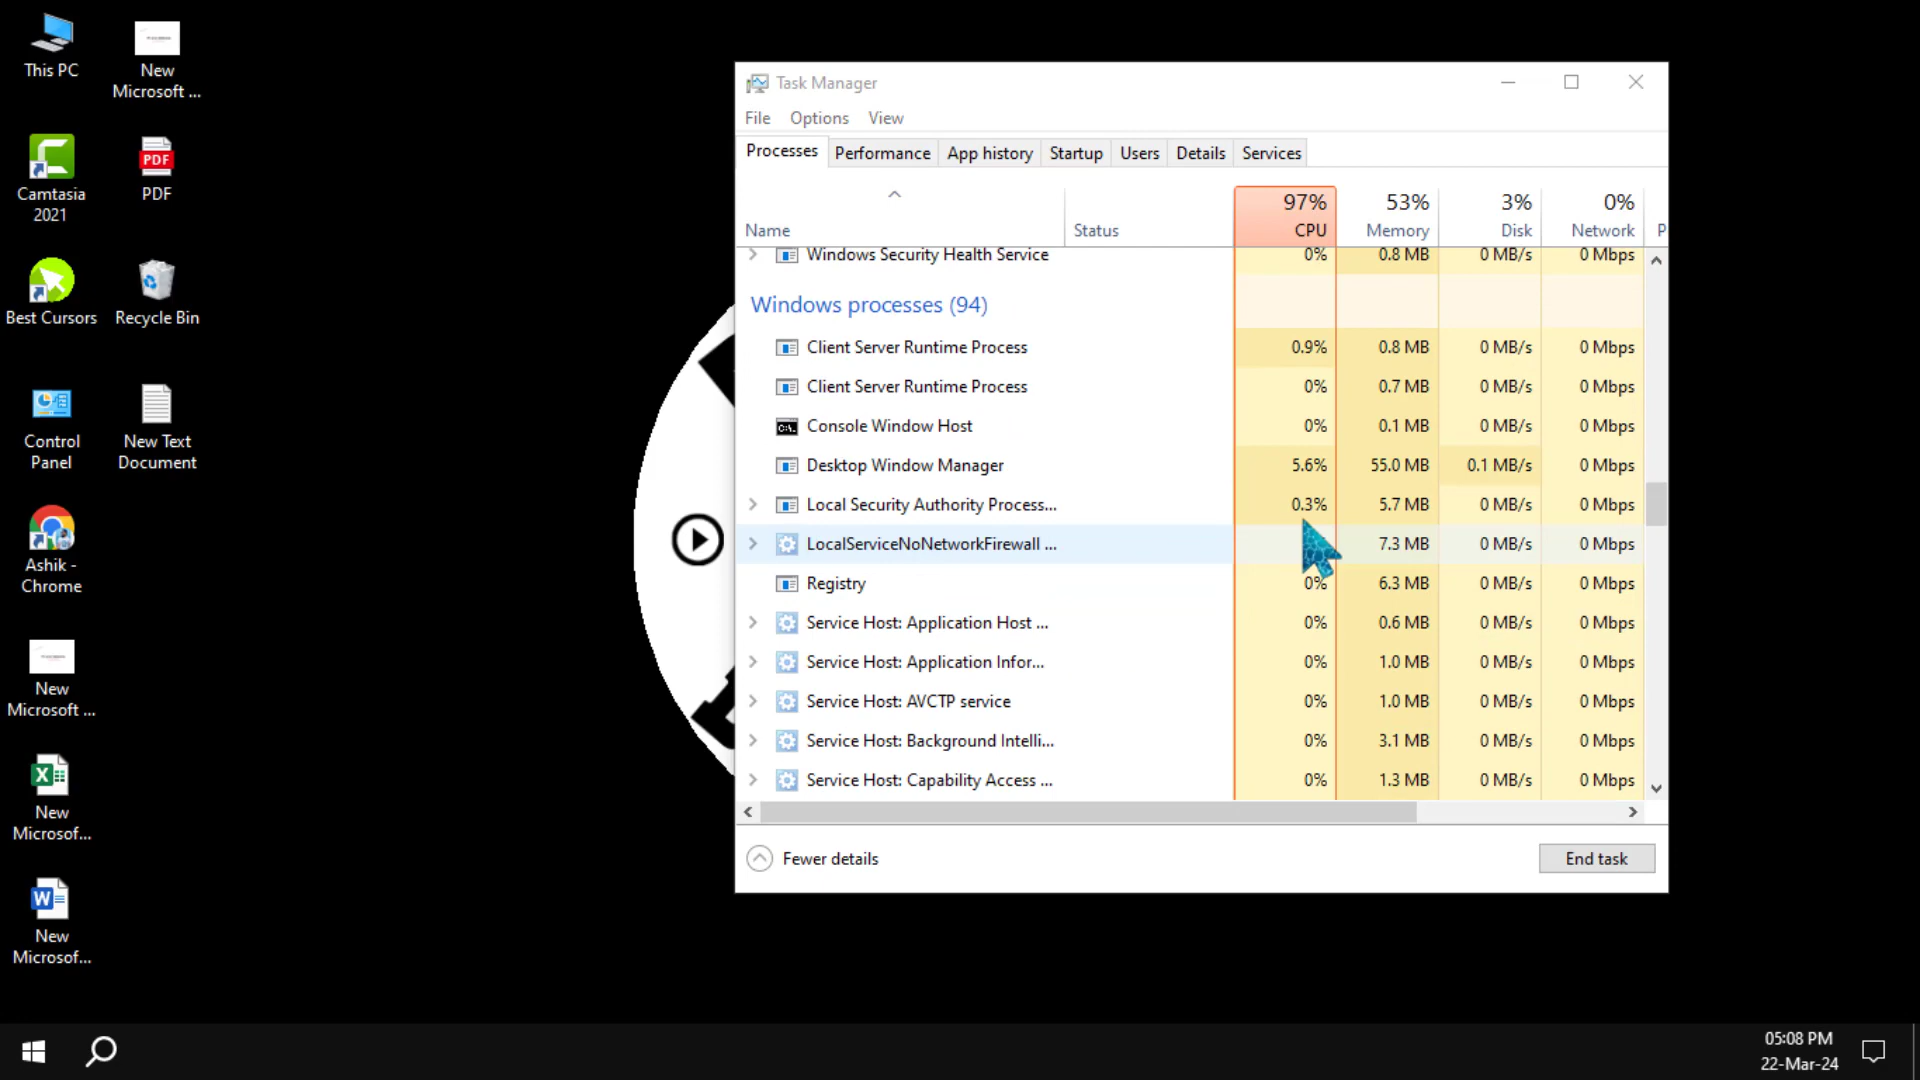 This PC
New
Microsoft ...
Camtasia
2021
PDF
PDF
Best Cursors
Recycle Bin
Control
Panel
New Text
Document
Ashik -
Chrome
New
Microsoft ...
New
Microsof...
New
Microsof...
Task Manager
File Options View
Processes Performance App history Startup Users Details Services
97% 53% 3% 0%
Name Status CPU Memory Disk Network P
Windows Security Health Service 0% 0.8 MB 0 MB/s 0 Mbps
Windows processes (94)
Client Server Runtime Process 0.9% 0.8 MB 0 MB/s 0 Mbps
Client Server Runtime Process 0% 0.7 MB 0 MB/s 0 Mbps
Console Window Host 0% 0.1 MB 0 MB/s 0 Mbps
Desktop Window Manager 5.6% 55.0 MB 0.1 MB/s 0 Mbps
Local Security Authority Process... 0.3% 5.7 MB 0 MB/s 0 Mbps
LocalServiceNoNetworkFirewall ... 7.3 MB 0 MB/s 0 Mbps
Registry 0% 6.3 MB 0 MB/s 0 Mbps
Service Host: Application Host ... 0% 0.6 MB 0 MB/s 0 Mbps
Service Host: Application Infor... 0% 1.0 MB 0 MB/s 0 Mbps
Service Host: AVCTP service 0% 1.0 MB 0 MB/s 0 Mbps
Service Host: Background Intelli... 0% 3.1 MB 0 MB/s 0 Mbps
Service Host: Capability Access ... 0% 1.3 MB 0 MB/s 0 Mbps
Fewer details End task
05:08 PM
22-Mar-24